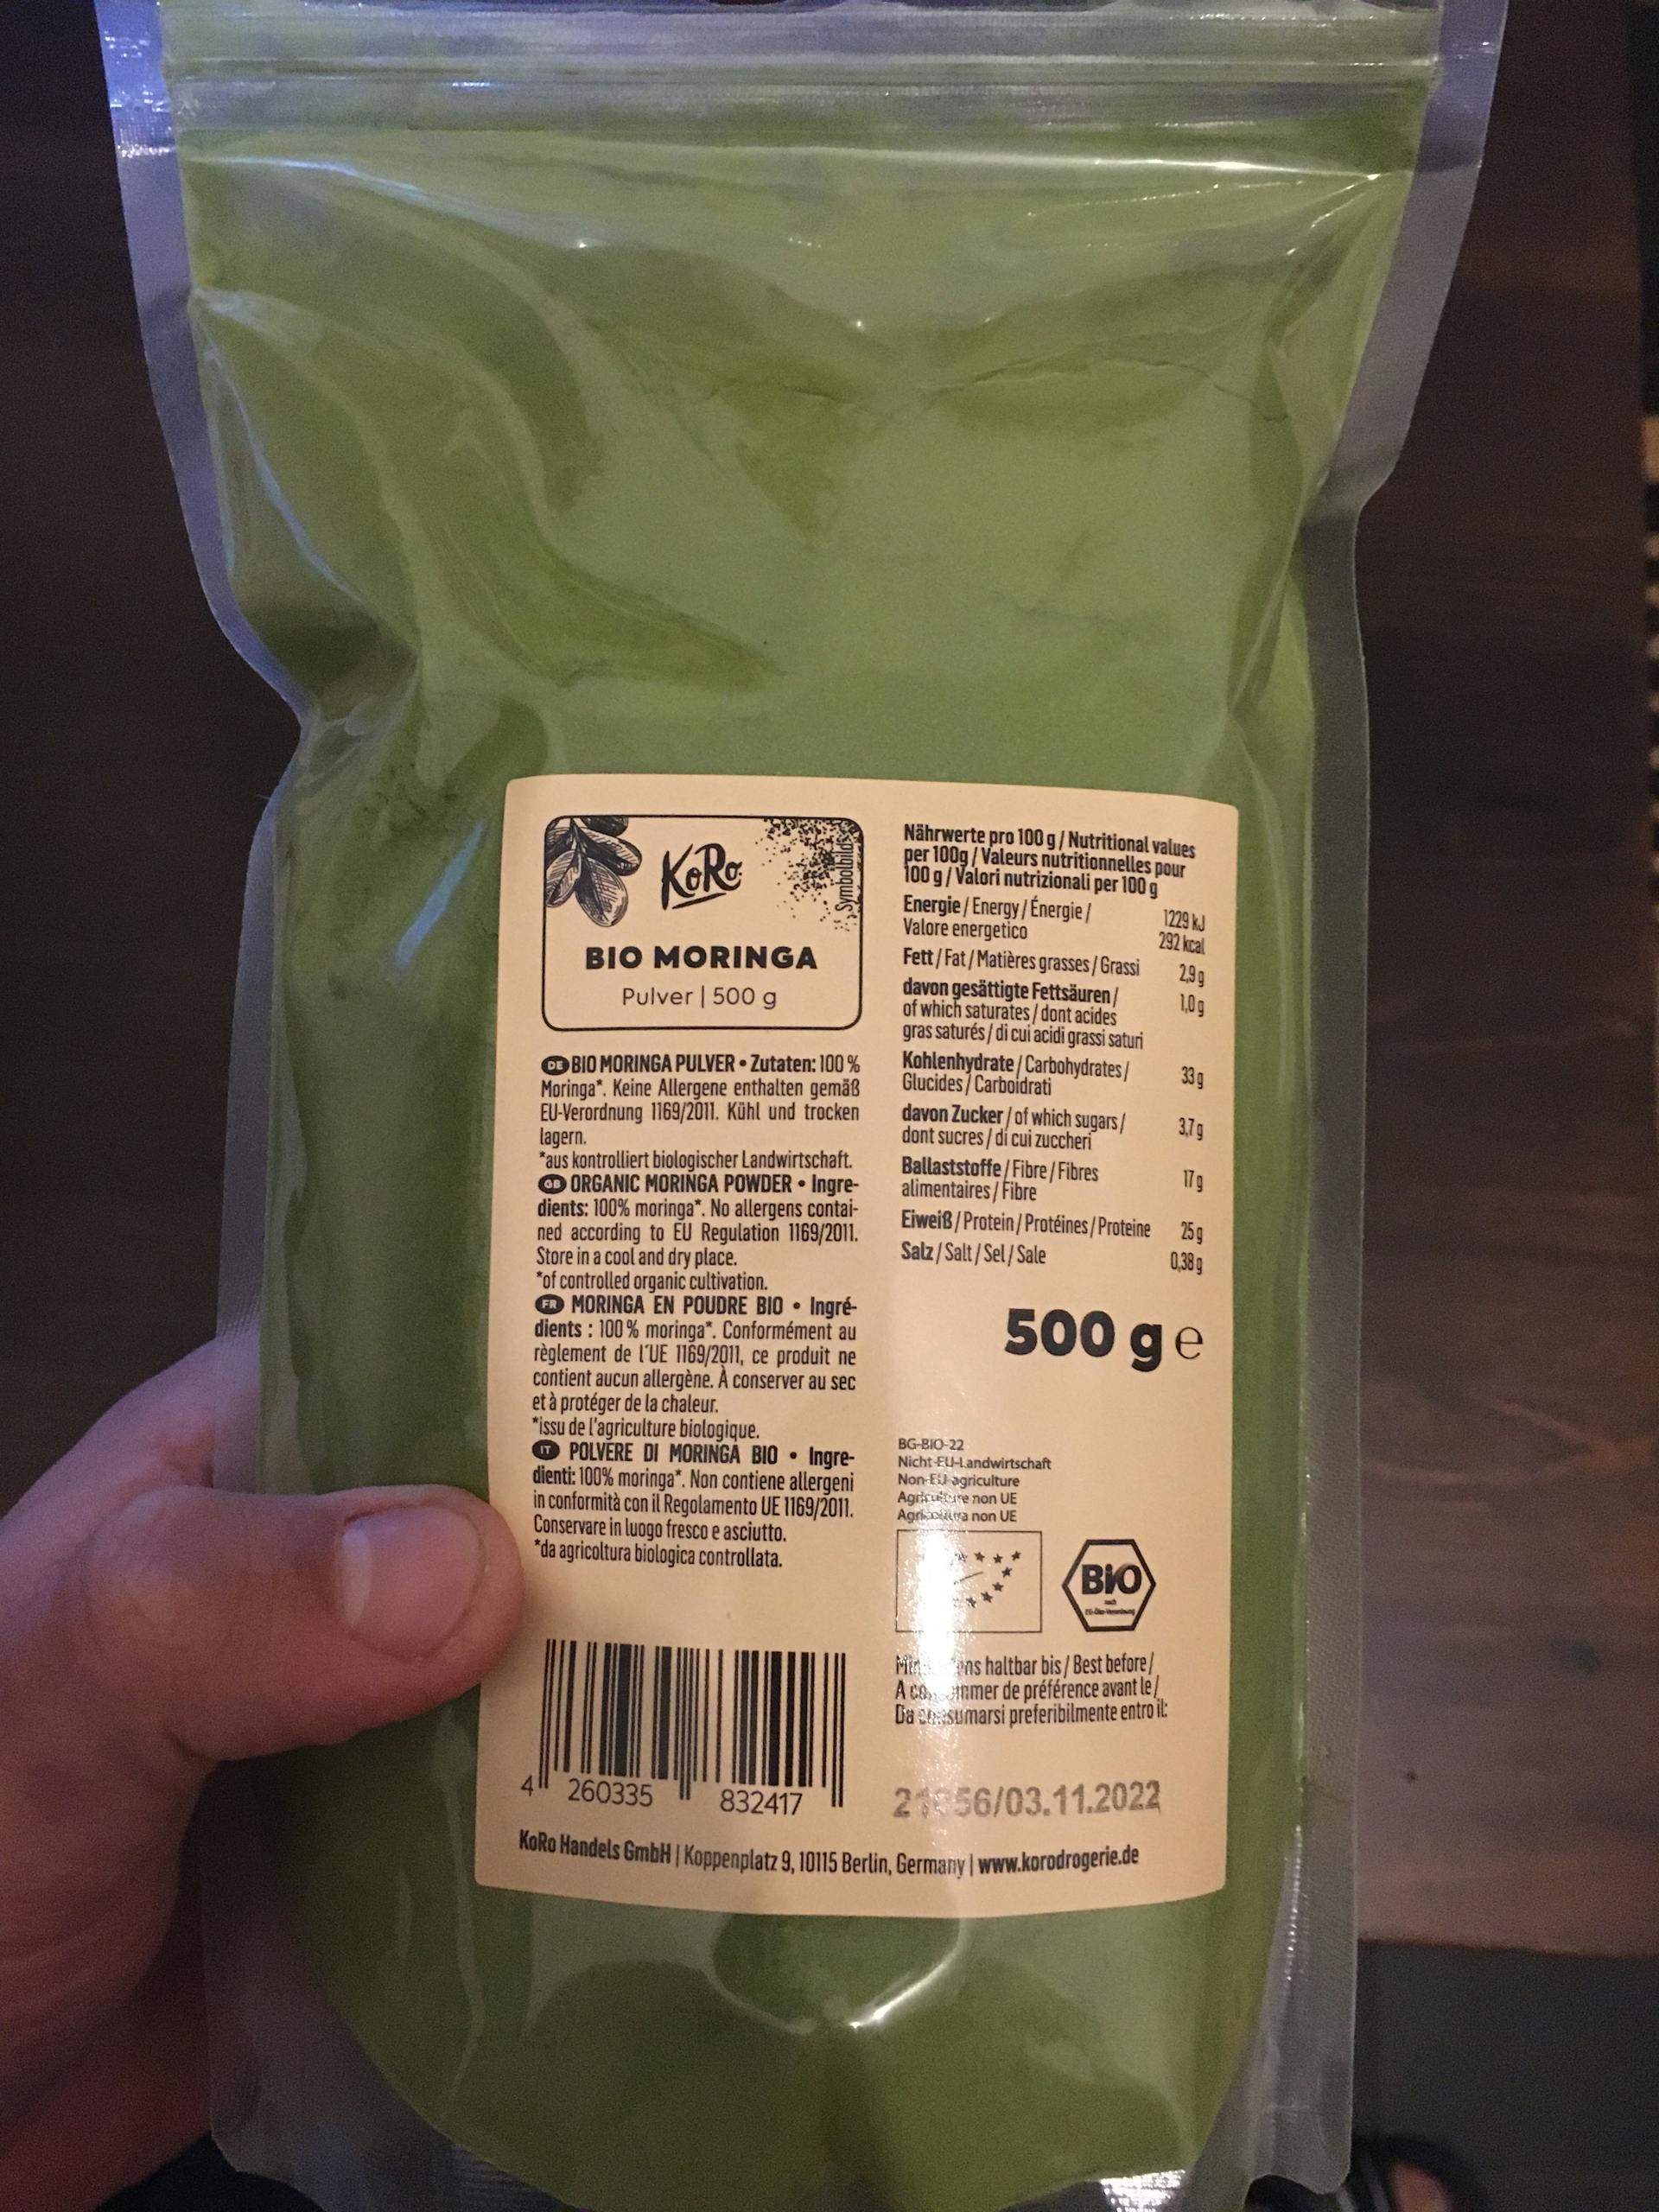 KoRo
Symbolbild
BIO MORINGA
Pulver | 500 g
DE BIO MORINGA PULVER • Zutaten: 100 %
Moringa*. Keine Allergene enthalten gemäß
EU-Verordnung 1169/2011. Kühl und trocken
lagern.
*aus kontrolliert biologischer Landwirtschaft.
GB ORGANIC MORINGA POWDER • Ingre-
dients: 100% moringa*. No allergens contai-
ned according to EU Regulation 1169/2011.
Store in a cool and dry place.
*of controlled organic cultivation.
FR MORINGA EN POUDRE BIO • Ingré-
dients : 100 % moringa*. Conformément au
règlement de l'UE 1169/2011, ce produit ne
contient aucun allergène. À conserver au sec
et à protéger de la chaleur.
*issu de l'agriculture biologique.
IT POLVERE DI MORINGA BIO • Ingre-
dienti: 100% moringa*. Non contiene allergeni
in conformità con il Regolamento UE 1169/2011.
Conservare in luogo fresco e asciutto.
*da agricoltura biologica controllata.
4 260335 832417
Nährwerte pro 100 g / Nutritional values
per 100g / Valeurs nutritionnelles pour
100 g / Valori nutrizionali per 100 g
Energie / Energy / Énergie / 1229 kJ
Valore energetico 292 kcal
Fett / Fat / Matières grasses / Grassi 2,9 g
davon gesättigte Fettsäuren / 1,0 g
of which saturates / dont acides
gras saturés / di cui acidi grassi saturi
Kohlenhydrate / Carbohydrates / 33 g
Glucides / Carboidrati
davon Zucker / of which sugars / 3,7 g
dont sucres / di cui zuccheri
Ballaststoffe / Fibre / Fibres 17 g
alimentaires / Fibre
Eiweiß / Protein / Protéines / Proteine 25 g
Salz / Salt / Sel / Sale 0,38 g
500 g e
BG-BIO-22
Nicht-EU-Landwirtschaft
Non-EU-agriculture
Agriculture non UE
Agricoltura non UE
BIO
nach
EG-Öko-Verordnung
haltbar bis / Best before /
A consommer de préférence avant le /
Da consumarsi preferibilmente entro il:
03.11.2022
KoRo Handels GmbH | Koppenplatz 9, 10115 Berlin, Germany | www.korodrogerie.de